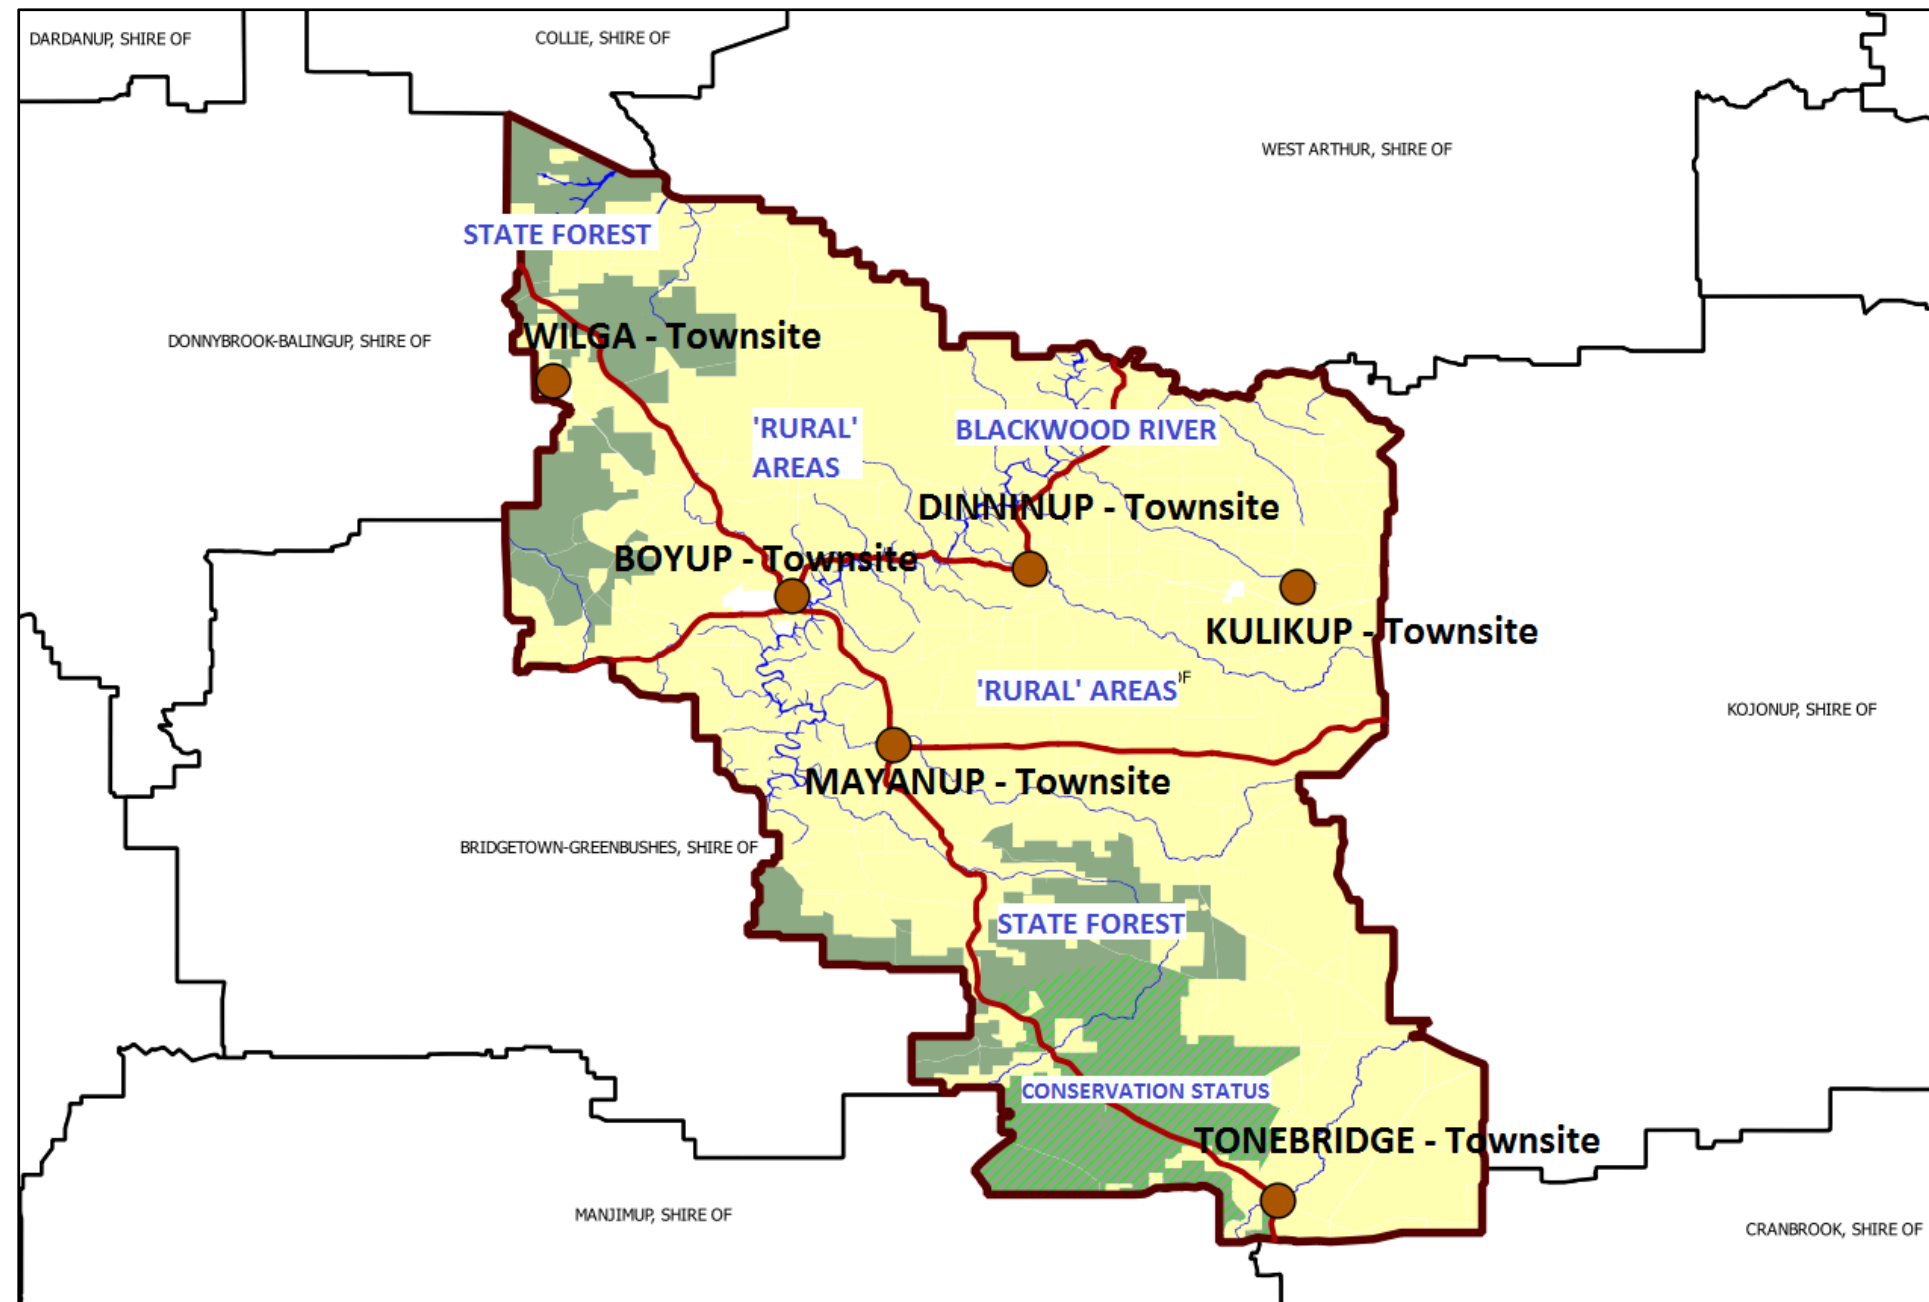 DARDANUP, SHIRE OF
COLLIE, SHIRE OF
WEST ARTHUR, SHIRE OF
STATE FOREST
WILGA - Townsite
DONNYBROOK-BALINGUP, SHIRE OF
'RURAL'
AREAS
BLACKWOOD RIVER
DINNINUP - Townsite
BOYUP - Townsite
KULIKUP - Townsite
'RURAL' AREAS
OF
KOJONUP, SHIRE OF
MAYANUP - Townsite
BRIDGETOWN-GREENBUSHES, SHIRE OF
STATE FOREST
CONSERVATION STATUS
TONEBRIDGE - Townsite
MANJIMUP, SHIRE OF
CRANBROOK, SHIRE OF